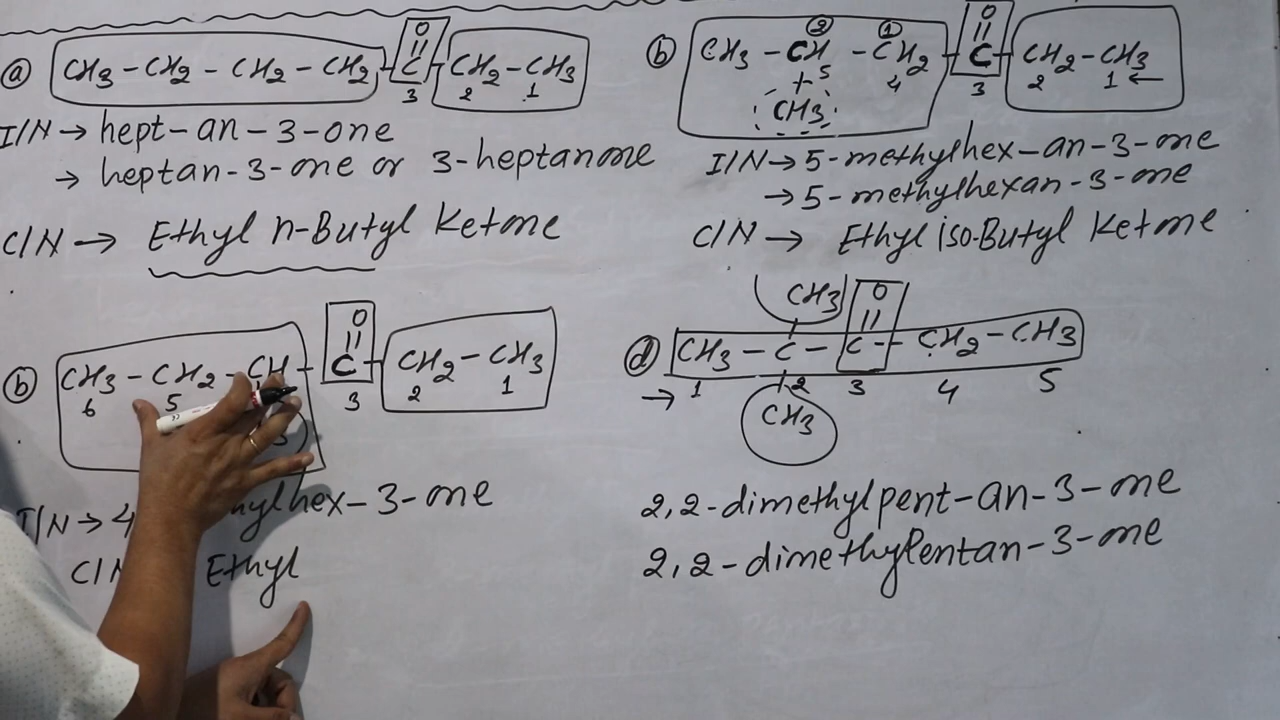 O
ⓐ CH3-CH2-CH2-CH2-C-CH2-CH3
3 2 1
I/N → hept-an-3-one
→ heptan-3-one or 3-heptanone
C/N → Ethyl n-Butyl Ketone
② ① O
ⓑ CH3-CH-CH2-C-CH2-CH3
5 4 3 2 1
CH3
I/N → 5-methylhex-an-3-one
→ 5-methylhexan-3-one
C/N → Ethyl iso-Butyl Ketone
O
ⓑ CH3-CH2-CH-C-CH2-CH3
6 5 3 2 1
I/N → 4 hylhex-3-one
C/N Ethyl
CH3 O
ⓓ CH3-C-C-CH2-CH3
→ 1 2 3 4 5
CH3
2,2-dimethylpent-an-3-one
2,2-dimethylpentan-3-one